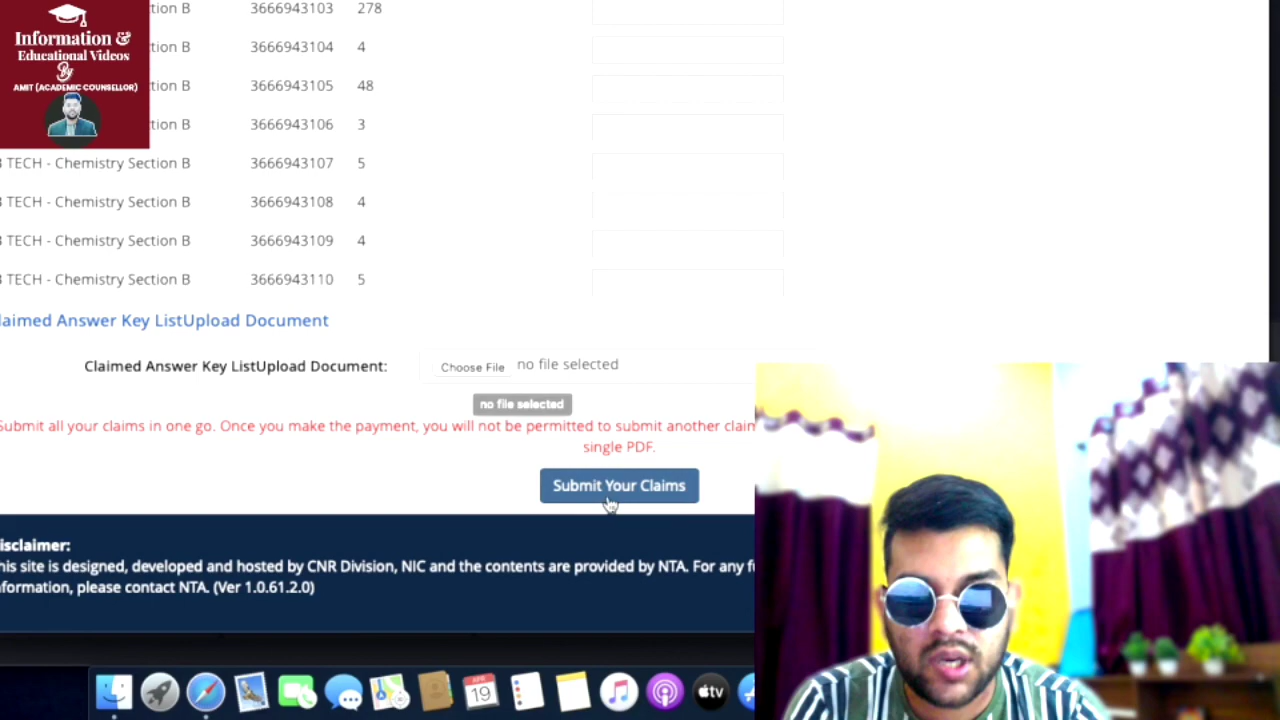 Information &
Educational Videos
By
AMIT (ACADEMIC COUNSELLOR)
tion B 3666943103 278
tion B 3666943104 4
tion B 3666943105 48
tion B 3666943106 3
TECH - Chemistry Section B 3666943107 5
TECH - Chemistry Section B 3666943108 4
TECH - Chemistry Section B 3666943109 4
TECH - Chemistry Section B 3666943110 5
laimed Answer Key ListUpload Document
Claimed Answer Key ListUpload Document: Choose File no file selected
no file selected
Submit all your claims in one go. Once you make the payment, you will not be permitted to submit another claim
single PDF.
Submit Your Claims
isclaimer:
his site is designed, developed and hosted by CNR Division, NIC and the contents are provided by NTA. For any fu
formation, please contact NTA. (Ver 1.0.61.2.0)
APR
19
tv